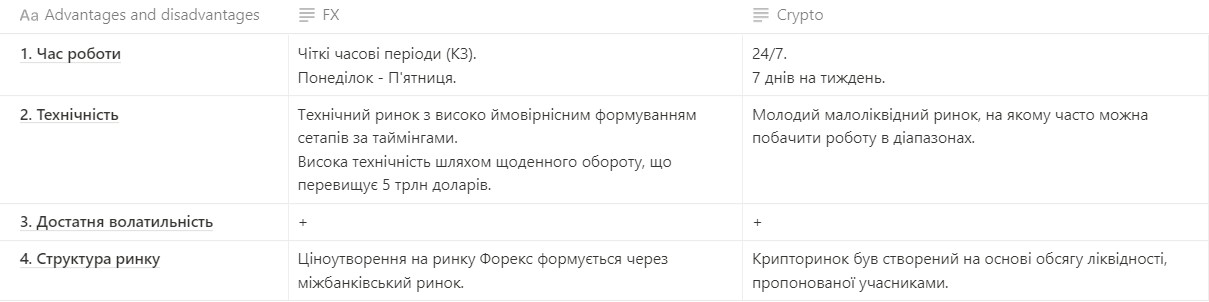 Aa Advantages and disadvantages FX Crypto
1. Час роботи
Чіткі часові періоди (КЗ).
Понеділок - П'ятниця.
24/7.
7 днів на тиждень.
2. Технічність
Технічний ринок з високо ймовірнісним формуванням
сетапів за таймінгами.
Висока технічність шляхом щоденного обороту, що
перевищує 5 трлн доларів.
Молодий малоліквідний ринок, на якому часто можна
побачити роботу в діапазонах.
3. Достатня волатильність
+
+
4. Структура ринку
Ціноутворення на ринку Форекс формується через
міжбанківський ринок.
Крипторинок був створений на основі обсягу ліквідності,
пропонованої учасниками.